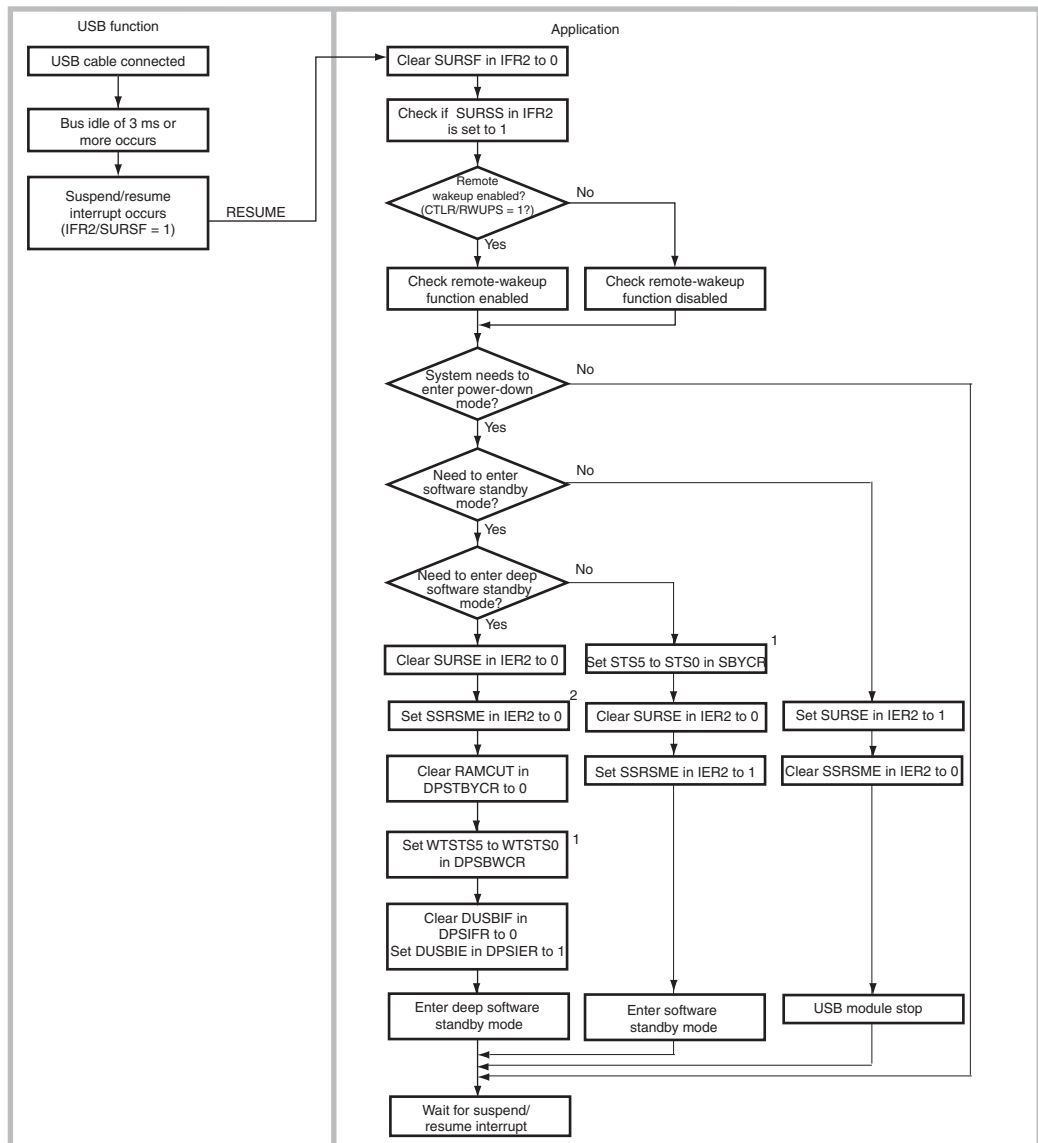 USB function
USB cable connected
Bus idle of 3 ms or
more occurs
Suspend/resume
interrupt occurs
(IFR2/SURSF = 1)
RESUME
Application
Clear SURSF in IFR2 to 0
Check if SURSS in IFR2
is set to 1
Remote
wakeup enabled?
(CTLR/RWUPS = 1?)
No
Yes
Check remote-wakeup
function enabled
Check remote-wakeup
function disabled
System needs to
enter power-down
mode?
No
Yes
Need to enter
software standby
mode?
No
Yes
Need to enter deep
software standby
mode?
No
Yes
Clear SURSE in IER2 to 0
2
Set SSRSME in IER2 to 0
Clear RAMCUT in
DPSTBYCR to 0
1
Set WTSTS5 to WTSTS0
in DPSBWCR
Clear DUSBIF in
DPSIFR to 0
Set DUSBIE in DPSIER to 1
Enter deep software
standby mode
1
Set STS5 to STS0 in SBYCR
Clear SURSE in IER2 to 0
Set SSRSME in IER2 to 1
Enter software
standby mode
Set SURSE in IER2 to 1
Clear SSRSME in IER2 to 0
USB module stop
Wait for suspend/
resume interrupt